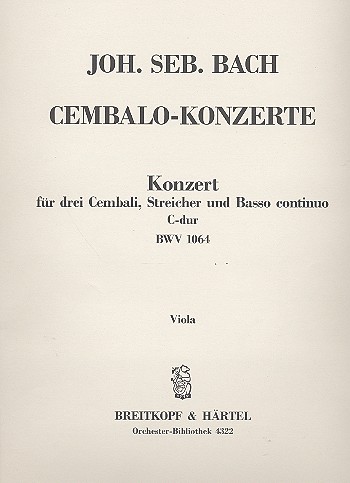 JOH. SEB. BACH
CEMBALO-KONZERTE
Konzert
für drei Cembali, Streicher und Basso continuo
C-dur
BWV 1064
Viola
BREITKOPF & HÄRTEL
Orchester-Bibliothek 4322